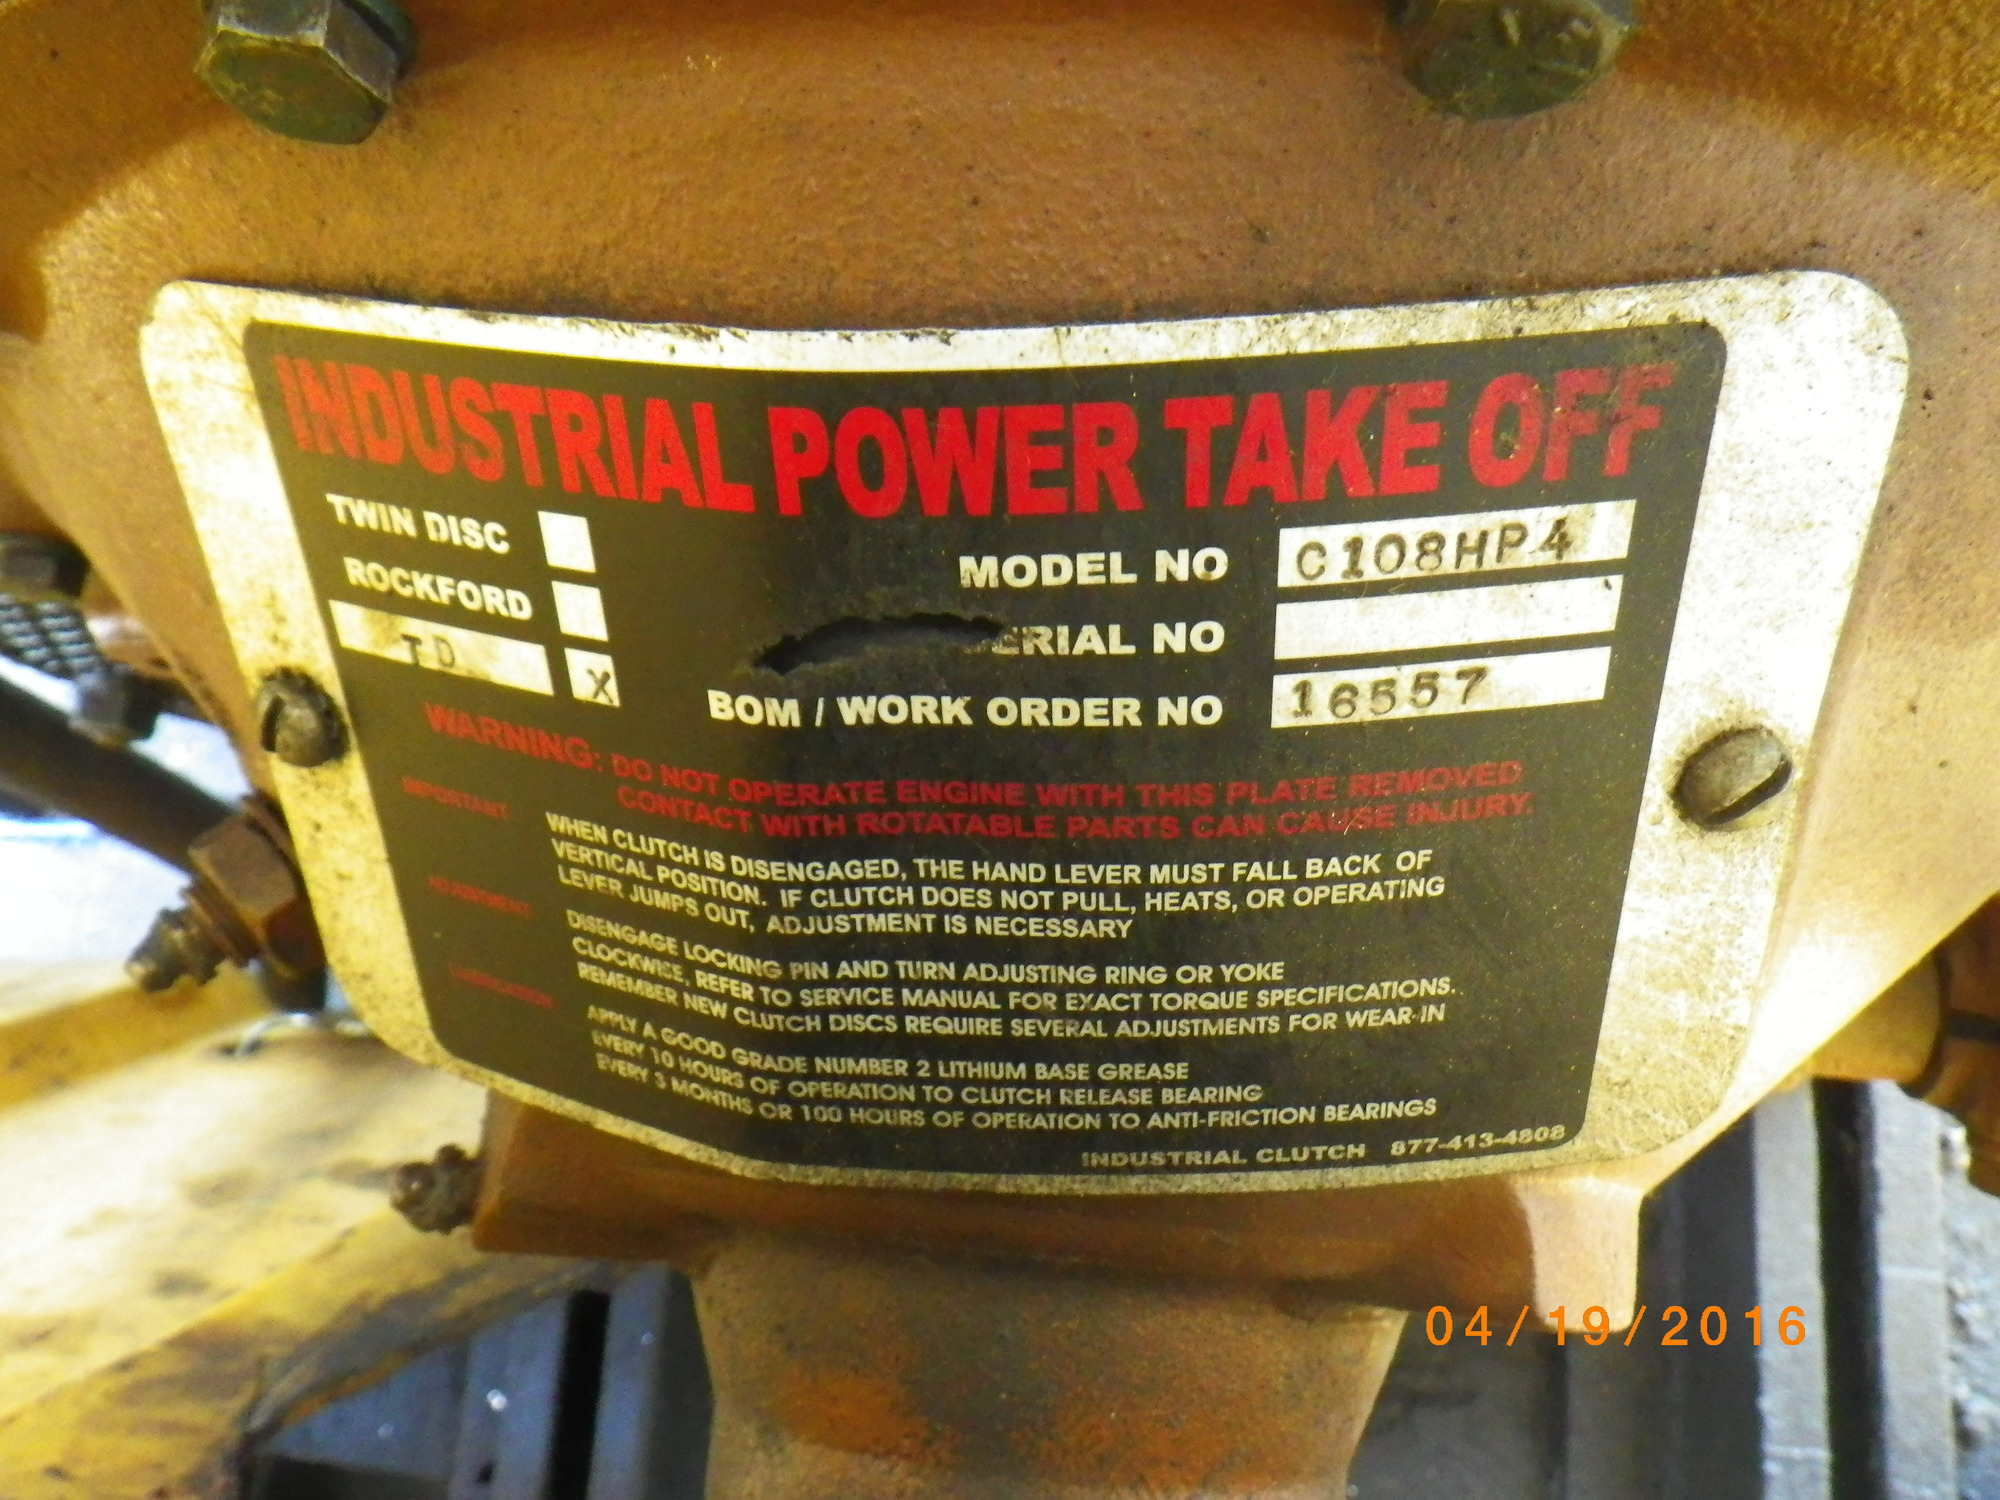 INDUSTRIAL POWER TAKE OFF
TWIN DISC
ROCKFORD
TD X
MODEL NO C108HP4
ERIAL NO
BOM / WORK ORDER NO 16557
WARNING: DO NOT OPERATE ENGINE WITH THIS PLATE REMOVED
CONTACT WITH ROTATABLE PARTS CAN CAUSE INJURY.
IMPORTANT
WHEN CLUTCH IS DISENGAGED, THE HAND LEVER MUST FALL BACK OF
VERTICAL POSITION. IF CLUTCH DOES NOT PULL, HEATS, OR OPERATING
LEVER JUMPS OUT, ADJUSTMENT IS NECESSARY
ADJUSTMENT
DISENGAGE LOCKING PIN AND TURN ADJUSTING RING OR YOKE
CLOCKWISE, REFER TO SERVICE MANUAL FOR EXACT TORQUE SPECIFICATIONS.
REMEMBER NEW CLUTCH DISCS REQUIRE SEVERAL ADJUSTMENTS FOR WEAR-IN
LUBRICATION
APPLY A GOOD GRADE NUMBER 2 LITHIUM BASE GREASE
EVERY 10 HOURS OF OPERATION TO CLUTCH RELEASE BEARING
EVERY 3 MONTHS OR 100 HOURS OF OPERATION TO ANTI-FRICTION BEARINGS
INDUSTRIAL CLUTCH 877-413-4808
04/19/2016